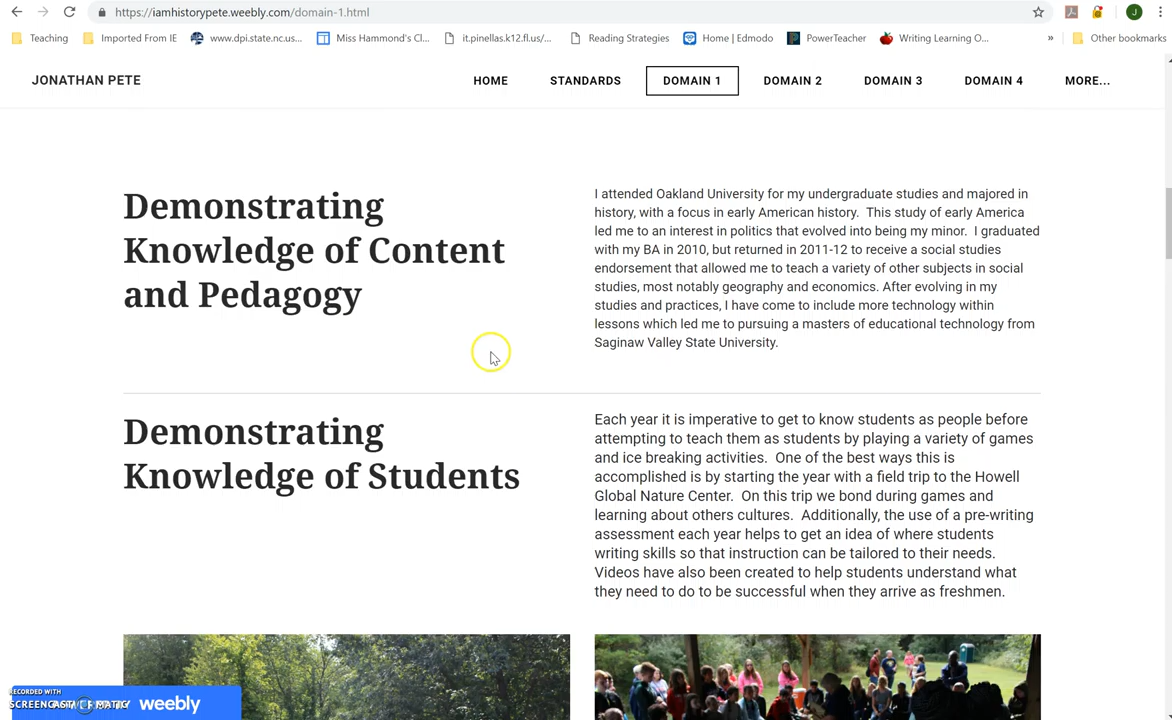 https://iamhistorypete.weebly.com/domain-1.html
J
Teaching Imported From IE www.dpi.state.nc.us... Miss Hammond's Cl... it.pinellas.k12.fl.us/... Reading Strategies Home | Edmodo PowerTeacher Writing Learning O... » Other bookmarks
JONATHAN PETE HOME STANDARDS DOMAIN 1 DOMAIN 2 DOMAIN 3 DOMAIN 4 MORE...
Demonstrating
Knowledge of Content
and Pedagogy
I attended Oakland University for my undergraduate studies and majored in
history, with a focus in early American history. This study of early America
led me to an interest in politics that evolved into being my minor. I graduated
with my BA in 2010, but returned in 2011-12 to receive a social studies
endorsement that allowed me to teach a variety of other subjects in social
studies, most notably geography and economics. After evolving in my
studies and practices, I have come to include more technology within
lessons which led me to pursuing a masters of educational technology from
Saginaw Valley State University.
Demonstrating
Knowledge of Students
Each year it is imperative to get to know students as people before
attempting to teach them as students by playing a variety of games
and ice breaking activities. One of the best ways this is
accomplished is by starting the year with a field trip to the Howell
Global Nature Center. On this trip we bond during games and
learning about others cultures. Additionally, the use of a pre-writing
assessment each year helps to get an idea of where students
writing skills so that instruction can be tailored to their needs.
Videos have also been created to help students understand what
they need to do to be successful when they arrive as freshmen.
RECORDED WITH
weebly